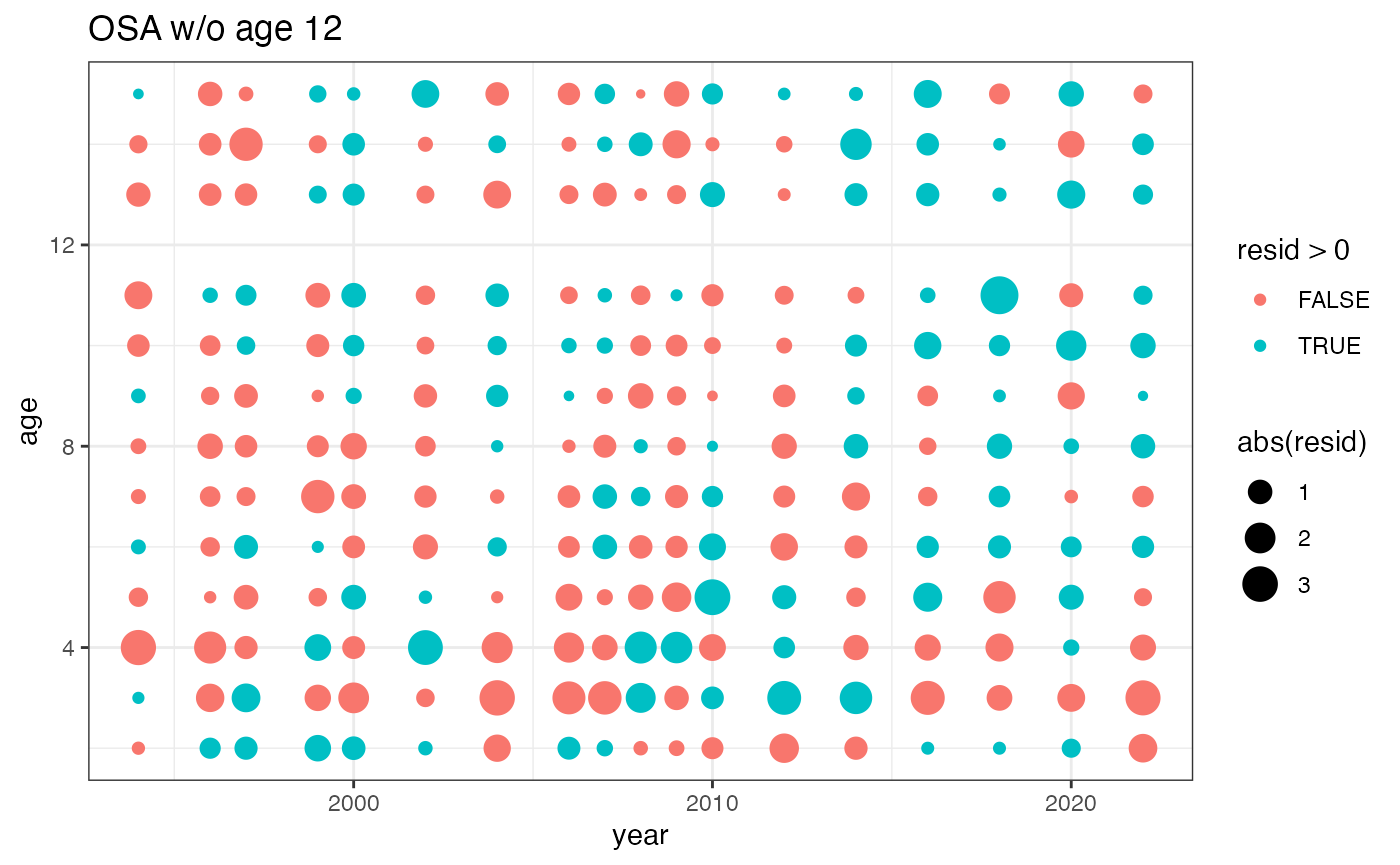 OSA w/o age 12
age
12
8
4
2000
2010
2020
year
resid > 0
FALSE
TRUE
abs(resid)
1
2
3